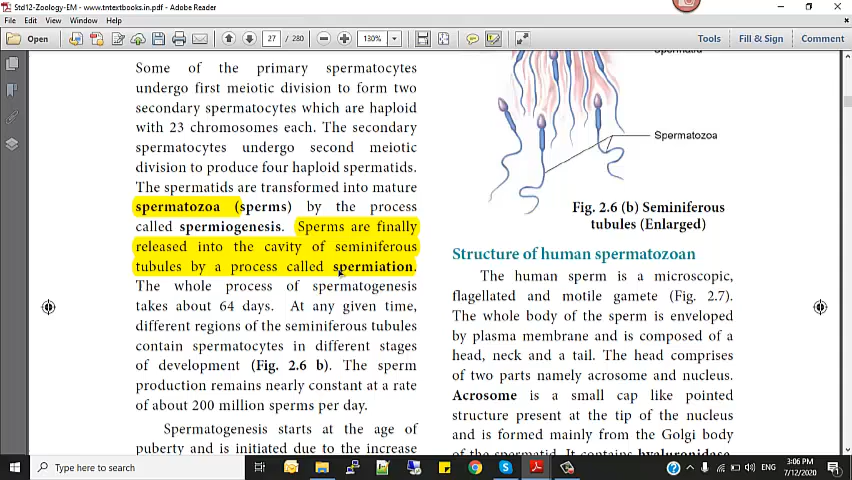 Std12-Zoology-EM - www.tntextbooks.in.pdf - Adobe Reader
File Edit View Window Help
Open
27 / 280
130%
Tools
Fill & Sign
Comment
Some of the primary spermatocytes
undergo first meiotic division to form two
secondary spermatocytes which are haploid
with 23 chromosomes each. The secondary
spermatocytes undergo second meiotic
division to produce four haploid spermatids.
The spermatids are transformed into mature
spermatozoa (sperms) by the process
called spermiogenesis. Sperms are finally
released into the cavity of seminiferous
tubules by a process called spermiation.
The whole process of spermatogenesis
takes about 64 days. At any given time,
different regions of the seminiferous tubules
contain spermatocytes in different stages
of development (Fig. 2.6 b). The sperm
production remains nearly constant at a rate
of about 200 million sperms per day.
Spermatogenesis starts at the age of
puberty and is initiated due to the increase
Spermatid
Spermatozoa
Fig. 2.6 (b) Seminiferous
tubules (Enlarged)
Structure of human spermatozoan
The human sperm is a microscopic,
flagellated and motile gamete (Fig. 2.7).
The whole body of the sperm is enveloped
by plasma membrane and is composed of a
head, neck and a tail. The head comprises
of two parts namely acrosome and nucleus.
Acrosome is a small cap like pointed
structure present at the tip of the nucleus
and is formed mainly from the Golgi body
of the spermatid. It contains hyaluronidase,
Type here to search
ENG
3:06 PM
7/12/2020